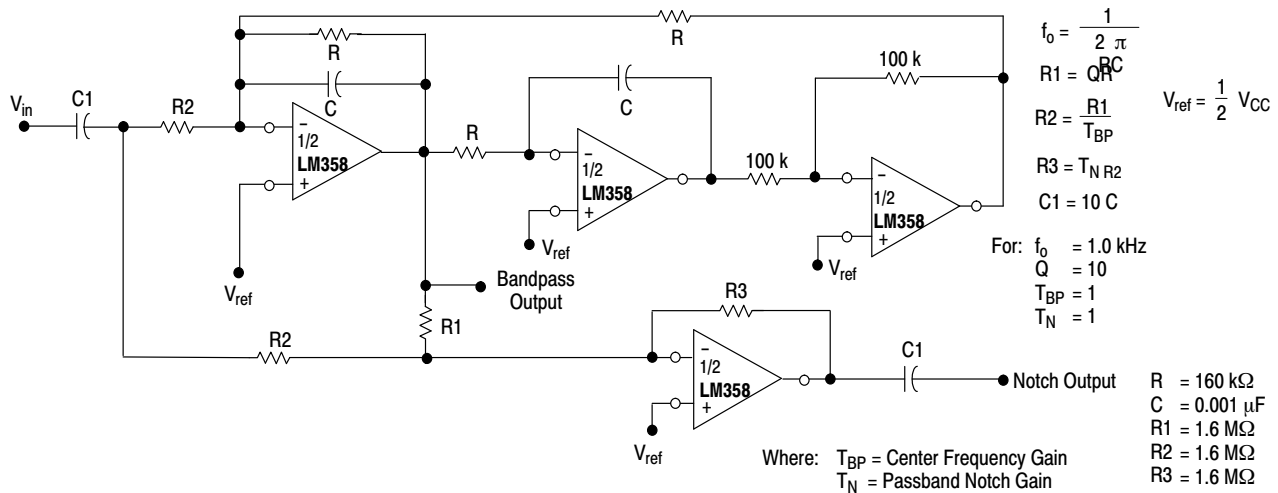 R
R
C
V_in
C1
R2
−
1/2
LM358
+
V_ref
R
C
−
1/2
LM358
+
V_ref
100 k
100 k
−
1/2
LM358
+
V_ref
Bandpass
Output
R1
R2
R3
−
1/2
LM358
+
V_ref
C1
Notch Output
f_o = 1 / 2 π RC
R1 = QR
R2 = R1 / T_BP
R3 = T_N R2
C1 = 10 C
V_ref = 1/2 V_CC
For: f_o = 1.0 kHz
Q = 10
T_BP = 1
T_N = 1
R = 160 kΩ
C = 0.001 μF
R1 = 1.6 MΩ
R2 = 1.6 MΩ
R3 = 1.6 MΩ
Where: T_BP = Center Frequency Gain
T_N = Passband Notch Gain